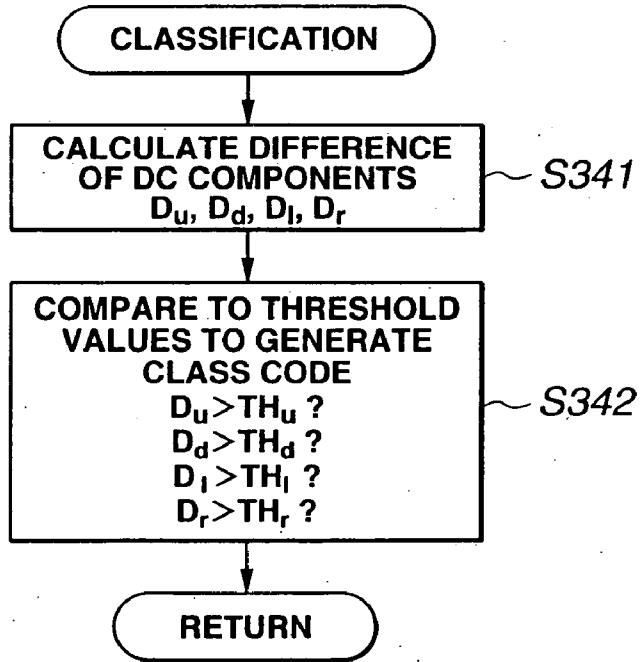 CLASSIFICATION
CALCULATE DIFFERENCE
OF DC COMPONENTS
Du, Dd, Dl, Dr
S341
COMPARE TO THRESHOLD
VALUES TO GENERATE
CLASS CODE
Du>THu ?
Dd>THd ?
Dl>THl ?
Dr>THr ?
S342
RETURN